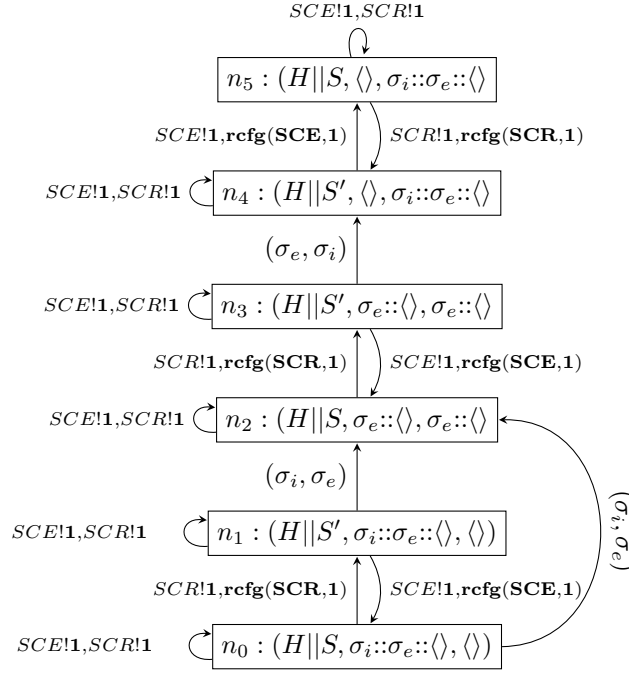 SCE!1,SCR!1
n5 : (H||S, ⟨⟩, σi::σe::⟨⟩
SCE!1,rcfg(SCE,1) SCR!1,rcfg(SCR,1)
SCE!1,SCR!1 n4 : (H||S′, ⟨⟩, σi::σe::⟨⟩
(σe, σi)
SCE!1,SCR!1 n3 : (H||S′, σe::⟨⟩, σe::⟨⟩
SCR!1,rcfg(SCR,1) SCE!1,rcfg(SCE,1)
SCE!1,SCR!1 n2 : (H||S, σe::⟨⟩, σe::⟨⟩
(σi, σe)
(σi, σe)
SCE!1,SCR!1 n1 : (H||S′, σi::σe::⟨⟩, ⟨⟩)
SCR!1,rcfg(SCR,1) SCE!1,rcfg(SCE,1)
SCE!1,SCR!1 n0 : (H||S, σi::σe::⟨⟩, ⟨⟩)